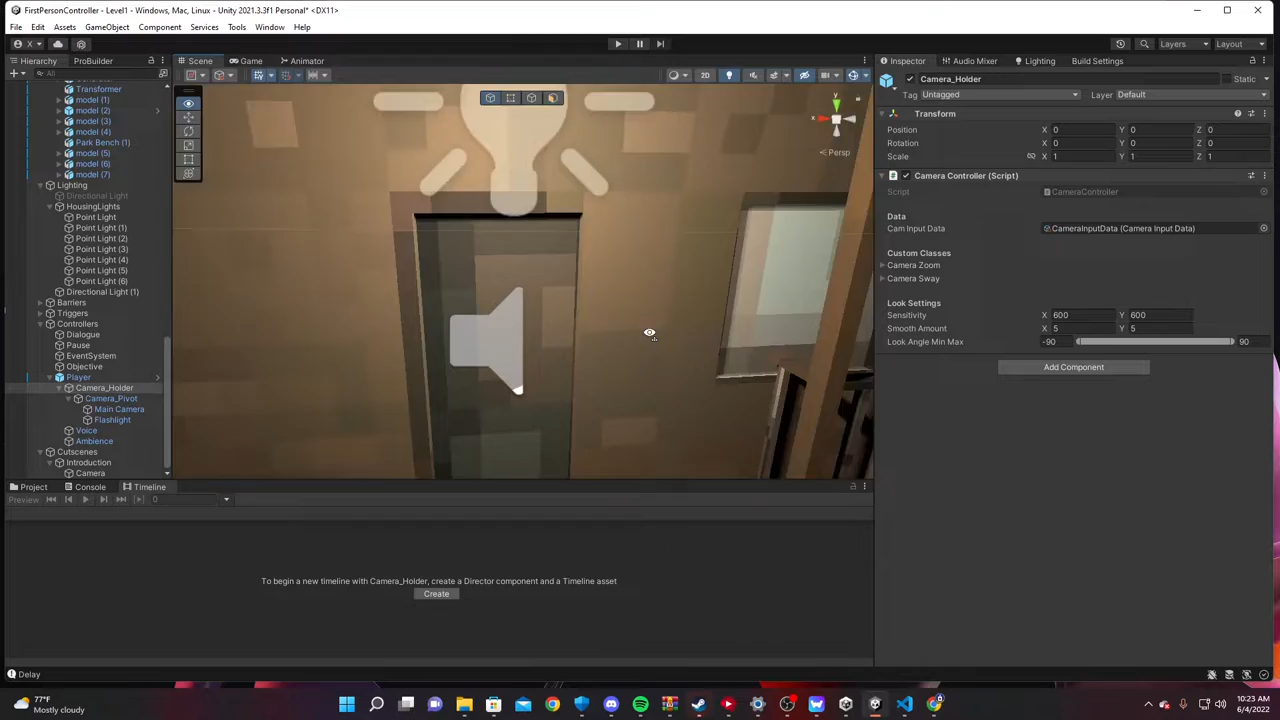 FirstPersonController - Level1 - Windows, Mac, Linux - Unity 2021.3.3f1 Personal* <DX11>
File Edit Assets GameObject Component Services Tools Window Help
X Layers Layout
Hierarchy ProBuilder Scene Game Animator Inspector Audio Mixer Lighting Build Settings
All 2D
Camera_Holder Static
Tag Untagged Layer Default
Transform
Position X 0 Y 0 Z 0
Rotation X 0 Y 0 Z 0
Scale X 1 Y 1 Z 1
Camera Controller (Script)
Script CameraController
Data
Cam Input Data CameraInputData (Camera Input Data)
Custom Classes
Camera Zoom
Camera Sway
Look Settings
Sensitivity X 600 Y 600
Smooth Amount X 5 Y 5
Look Angle Min Max -90 90
Add Component
y
x
Persp
Transformer
model (1)
model (2)
model (3)
model (4)
Park Bench (1)
model (5)
model (6)
model (7)
Lighting
Directional Light
HousingLights
Point Light
Point Light (1)
Point Light (2)
Point Light (3)
Point Light (4)
Point Light (5)
Point Light (6)
Directional Light (1)
Barriers
Triggers
Controllers
Dialogue
Pause
EventSystem
Objective
Player
Camera_Holder
Camera_Pivot
Main Camera
Flashlight
Voice
Ambience
Cutscenes
Introduction
Camera
Project Console Timeline
Preview 0
To begin a new timeline with Camera_Holder, create a Director component and a Timeline asset
Create
Delay
77°F
Mostly cloudy
10:23 AM
6/4/2022